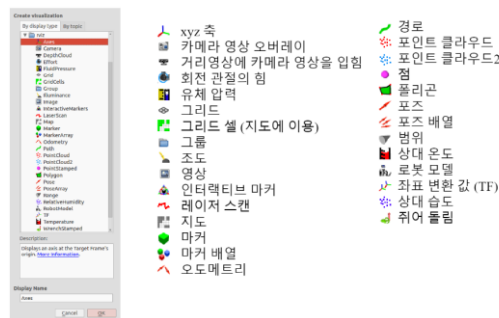 Create visualization
By display type
By topic
rviz
Axes
Camera
DepthCloud
Effort
FluidPressure
Grid
GridCells
Group
Illuminance
Image
InteractiveMarkers
LaserScan
Map
Marker
MarkerArray
Odometry
Path
PointCloud
PointCloud2
PointStamped
Polygon
Pose
PoseArray
Range
RelativeHumidity
RobotModel
TF
Temperature
WrenchStamped
Description:
Displays an axis at the Target Frame's
origin. More Information.
Display Name
Axes
Cancel
OK
xyz 축
카메라 영상 오버레이
거리영상에 카메라 영상을 입힘
회전 관절의 힘
유체 압력
그리드
그리드 셀 (지도에 이용)
그룹
조도
영상
인터랙티브 마커
레이저 스캔
지도
마커
마커 배열
오도메트리
경로
포인트 클라우드
포인트 클라우드2
점
폴리곤
포즈
포즈 배열
범위
상대 온도
로봇 모델
좌표 변환 값 (TF)
상대 습도
쥐어 돌림